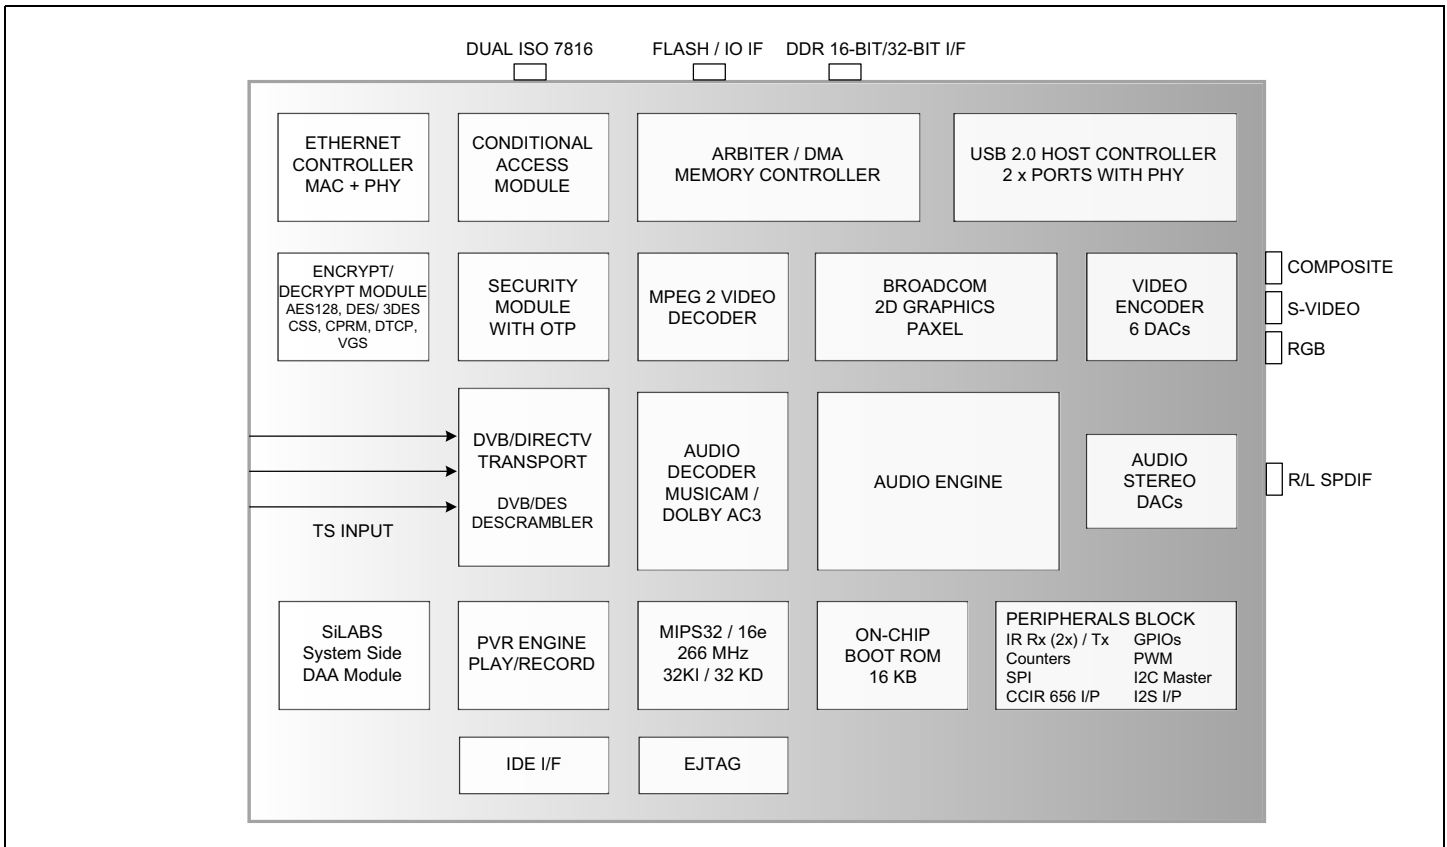 DUAL ISO 7816
FLASH / IO IF
DDR 16-BIT/32-BIT I/F
ETHERNET
CONTROLLER
MAC + PHY
CONDITIONAL
ACCESS
MODULE
ARBITER / DMA
MEMORY CONTROLLER
USB 2.0 HOST CONTROLLER
2 x PORTS WITH PHY
ENCRYPT/
DECRYPT MODULE
AES128, DES/ 3DES
CSS, CPRM, DTCP,
VGS
SECURITY
MODULE
WITH OTP
MPEG 2 VIDEO
DECODER
BROADCOM
2D GRAPHICS
PAXEL
VIDEO
ENCODER
6 DACs
COMPOSITE
S-VIDEO
RGB
TS INPUT
DVB/DIRECTV
TRANSPORT
DVB/DES
DESCRAMBLER
AUDIO
DECODER
MUSICAM /
DOLBY AC3
AUDIO ENGINE
AUDIO
STEREO
DACs
R/L SPDIF
SiLABS
System Side
DAA Module
PVR ENGINE
PLAY/RECORD
MIPS32 / 16e
266 MHz
32KI / 32 KD
ON-CHIP
BOOT ROM
16 KB
PERIPHERALS BLOCK
IR Rx (2x) / Tx GPIOs
Counters PWM
SPI I2C Master
CCIR 656 I/P I2S I/P
IDE I/F
EJTAG